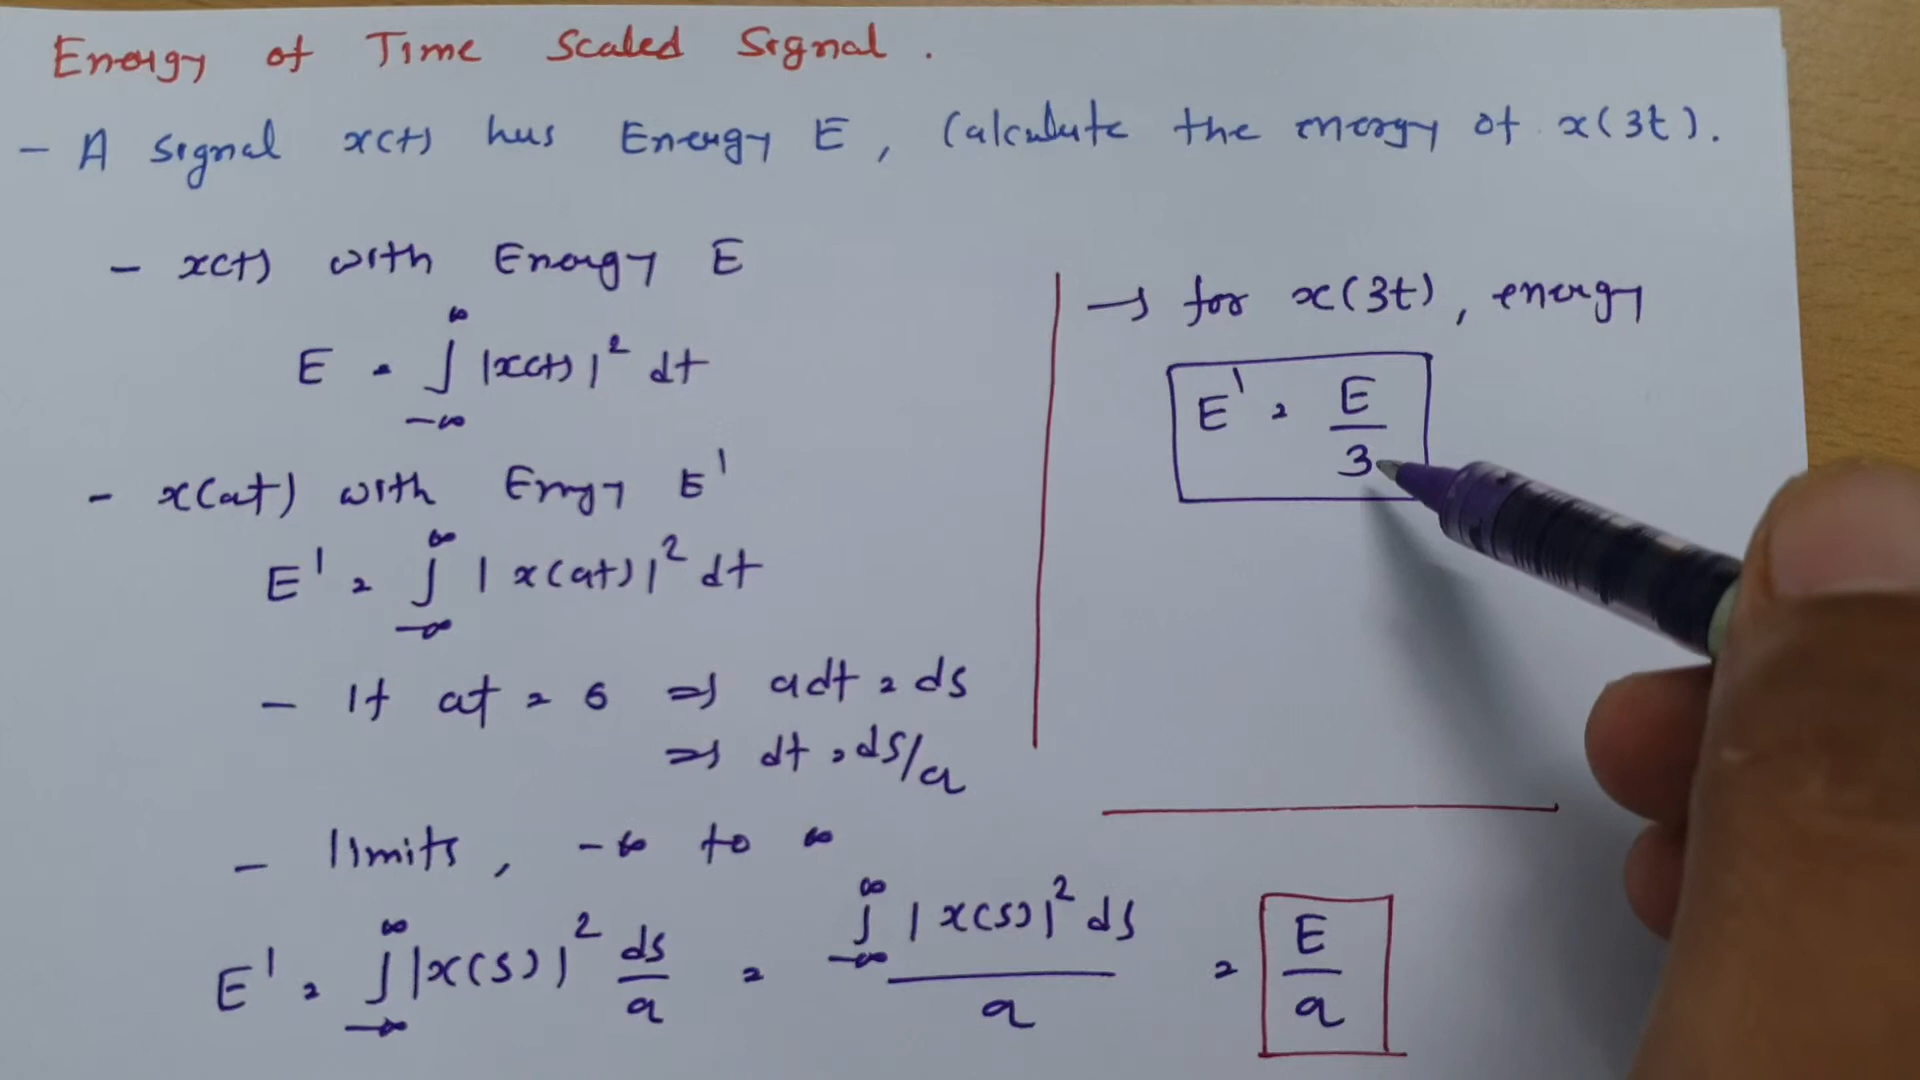 Energy of Time Scaled Signal.
- A signal x(t) has Energy E, Calculate the energy of x(3t).
- x(t) with Energy E
E = ∫_{-∞}^{∞} |x(t)|² dt
- x(at) with Energy E'
E' = ∫_{-∞}^{∞} |x(at)|² dt
- If at = s ⇒ adt = ds
⇒ dt = ds/a
- limits, -∞ to ∞
E' = ∫_{-∞}^{∞} |x(s)|² ds/a = ∫_{-∞}^{∞} |x(s)|² ds / a = E/a
→ for x(3t), energy
E' = E/3